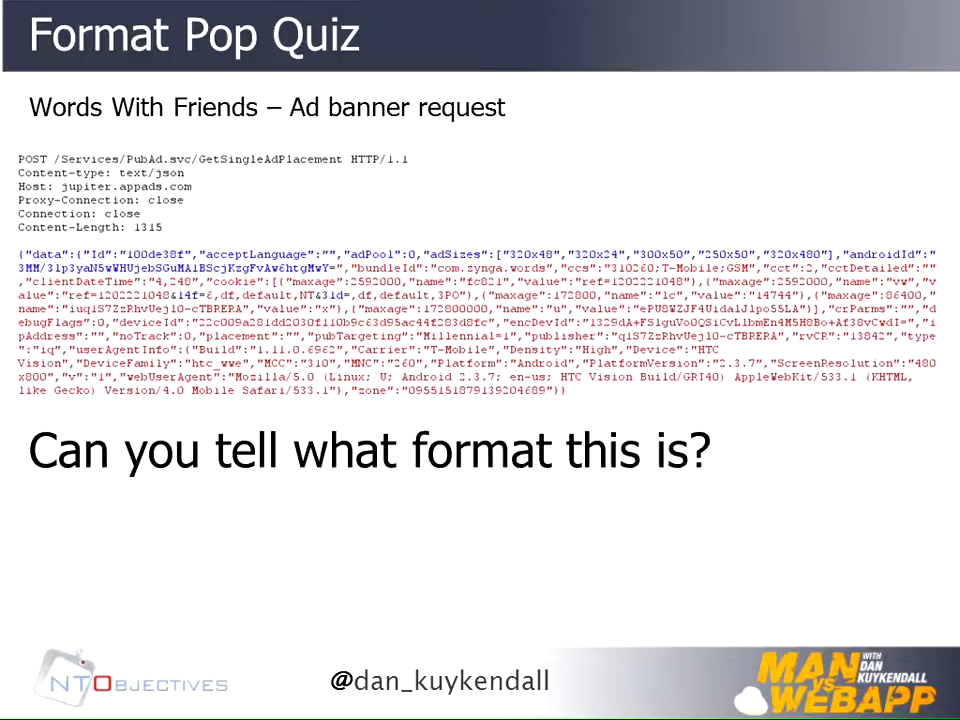 Format Pop Quiz
Words With Friends – Ad banner request
POST /Services/PubAd.svc/GetSingleAdPlacement HTTP/1.1
Content-type: text/json
Host: jupiter.appads.com
Proxy-Connection: close
Connection: close
Content-Length: 1315
{"data":{"Id":"100de38f","acceptLanguage":"","adPool":0,"adSizes":["320x48","320x24","300x50","250x50","320x480"],"androidId":"
"bundleId":"com.zynga.words","ccs":"310260;T-Mobile;GSM","cct":2,"cctDetailed":""
,"clientDateTime":"4,248","cookie":[{"maxage":2592000,"name":"fc821","value":"ref=1202221048"},{"maxage":2592000,"name":"vw","v
alue":"ref=1202221048&14f=6,df,default,NT&31d=,df,default,3PO"},{"maxage":172800,"name":"lc","value":"14744"},{"maxage":86400,"
name":"iuq1S7ZzRhvUej10-cTBRERA","value":"x"},{"maxage":172800000,"name":"u","value":"ePU8WZJF4UidalJlpo55LA"}],"crParms":"","d
ebugFlags":0,"deviceId":"22c009a281dd2030f110b9c63d95ac44f283d8fc","encDevId":
"i
pAddress":"","noTrack":0,"placement":"","pubTargeting":"Millennial=1","publisher":"q1S7ZzRhvUej10-cTBRERA","rvCR":"13842","type
":"iq","userAgentInfo":{"Build":"1.11.0.6962","Carrier":"T-Mobile","Density":"High","Device":"HTC
Vision","DeviceFamily":"htc_wwe","MCC":"310","MNC":"260","Platform":"Android","PlatformVersion":"2.3.7","ScreenResolution":"480
x800","v":"1","webUserAgent":"Mozilla/5.0 (Linux; U; Android 2.3.7; en-us; HTC Vision Build/GRI40) AppleWebKit/533.1 (KHTML,
like Gecko) Version/4.0 Mobile Safari/533.1"},"zone":"0955151879139204689"}}
Can you tell what format this is?
NTOBJECTIVES
@dan_kuykendall
MAN WITH DAN KUYKENDALL
VS
WEBAPP